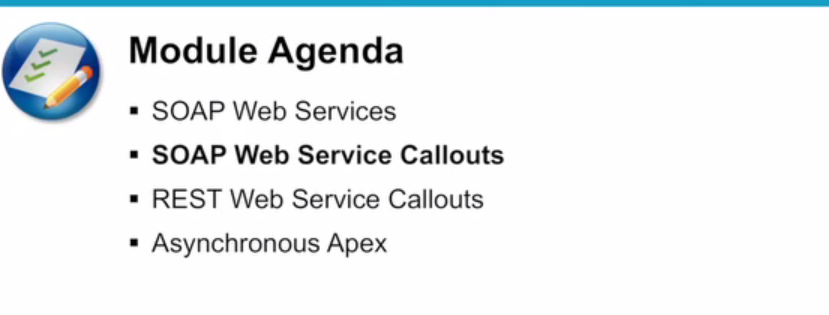 Module Agenda
▪ SOAP Web Services
▪ SOAP Web Service Callouts
▪ REST Web Service Callouts
▪ Asynchronous Apex